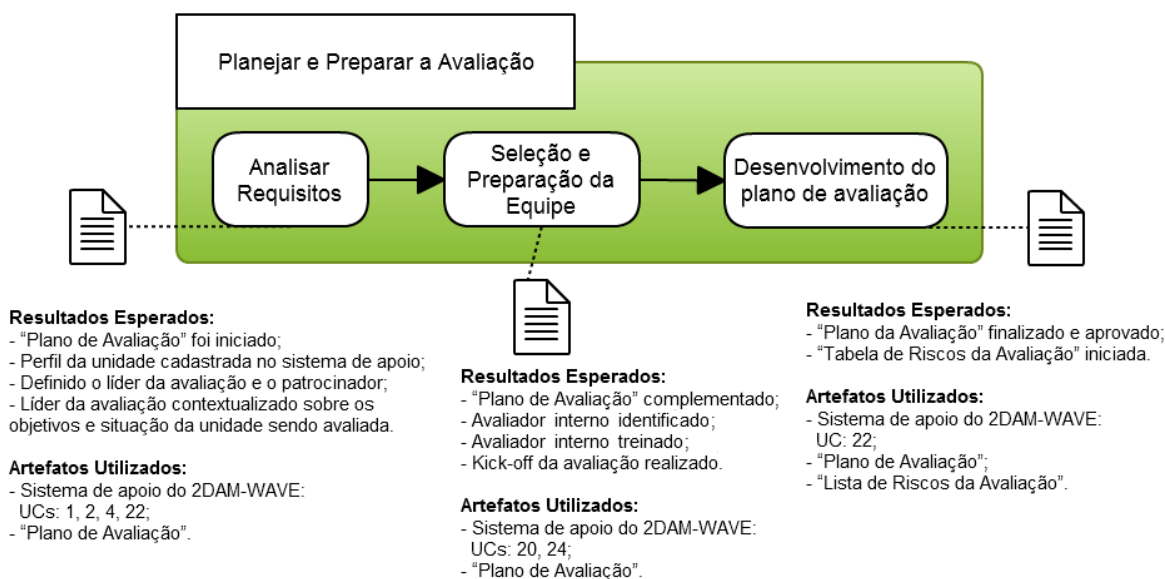 Planejar e Preparar a Avaliação
Analisar
Requisitos
Seleção e
Preparação da
Equipe
Desenvolvimento do
plano de avaliação
Resultados Esperados:
- “Plano de Avaliação” foi iniciado;
- Perfil da unidade cadastrada no sistema de apoio;
- Definido o líder da avaliação e o patrocinador;
- Líder da avaliação contextualizado sobre os
objetivos e situação da unidade sendo avaliada.
Artefatos Utilizados:
- Sistema de apoio do 2DAM-WAVE:
UCs: 1, 2, 4, 22;
- “Plano de Avaliação”.
Resultados Esperados:
- “Plano de Avaliação” complementado;
- Avaliador interno identificado;
- Avaliador interno treinado;
- Kick-off da avaliação realizado.
Artefatos Utilizados:
- Sistema de apoio do 2DAM-WAVE:
UCs: 20, 24;
- “Plano de Avaliação”.
Resultados Esperados:
- “Plano da Avaliação” finalizado e aprovado;
- “Tabela de Riscos da Avaliação” iniciada.
Artefatos Utilizados:
- Sistema de apoio do 2DAM-WAVE:
UC: 22;
- “Plano de Avaliação”;
- “Lista de Riscos da Avaliação”.